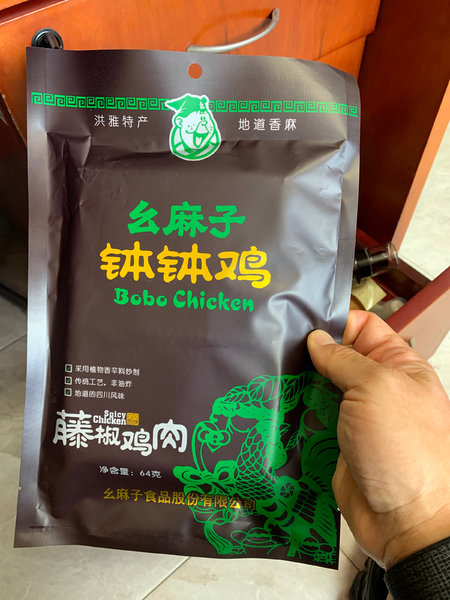 洪雅特产
地道香麻
幺麻子
钵钵鸡
Bobo Chicken
采用植物香辛料炒剂
传统工艺，非油炸
地道的四川风味
Spicy
Chicken
藤椒鸡肉
净含量：64克
幺麻子食品股份有限公司